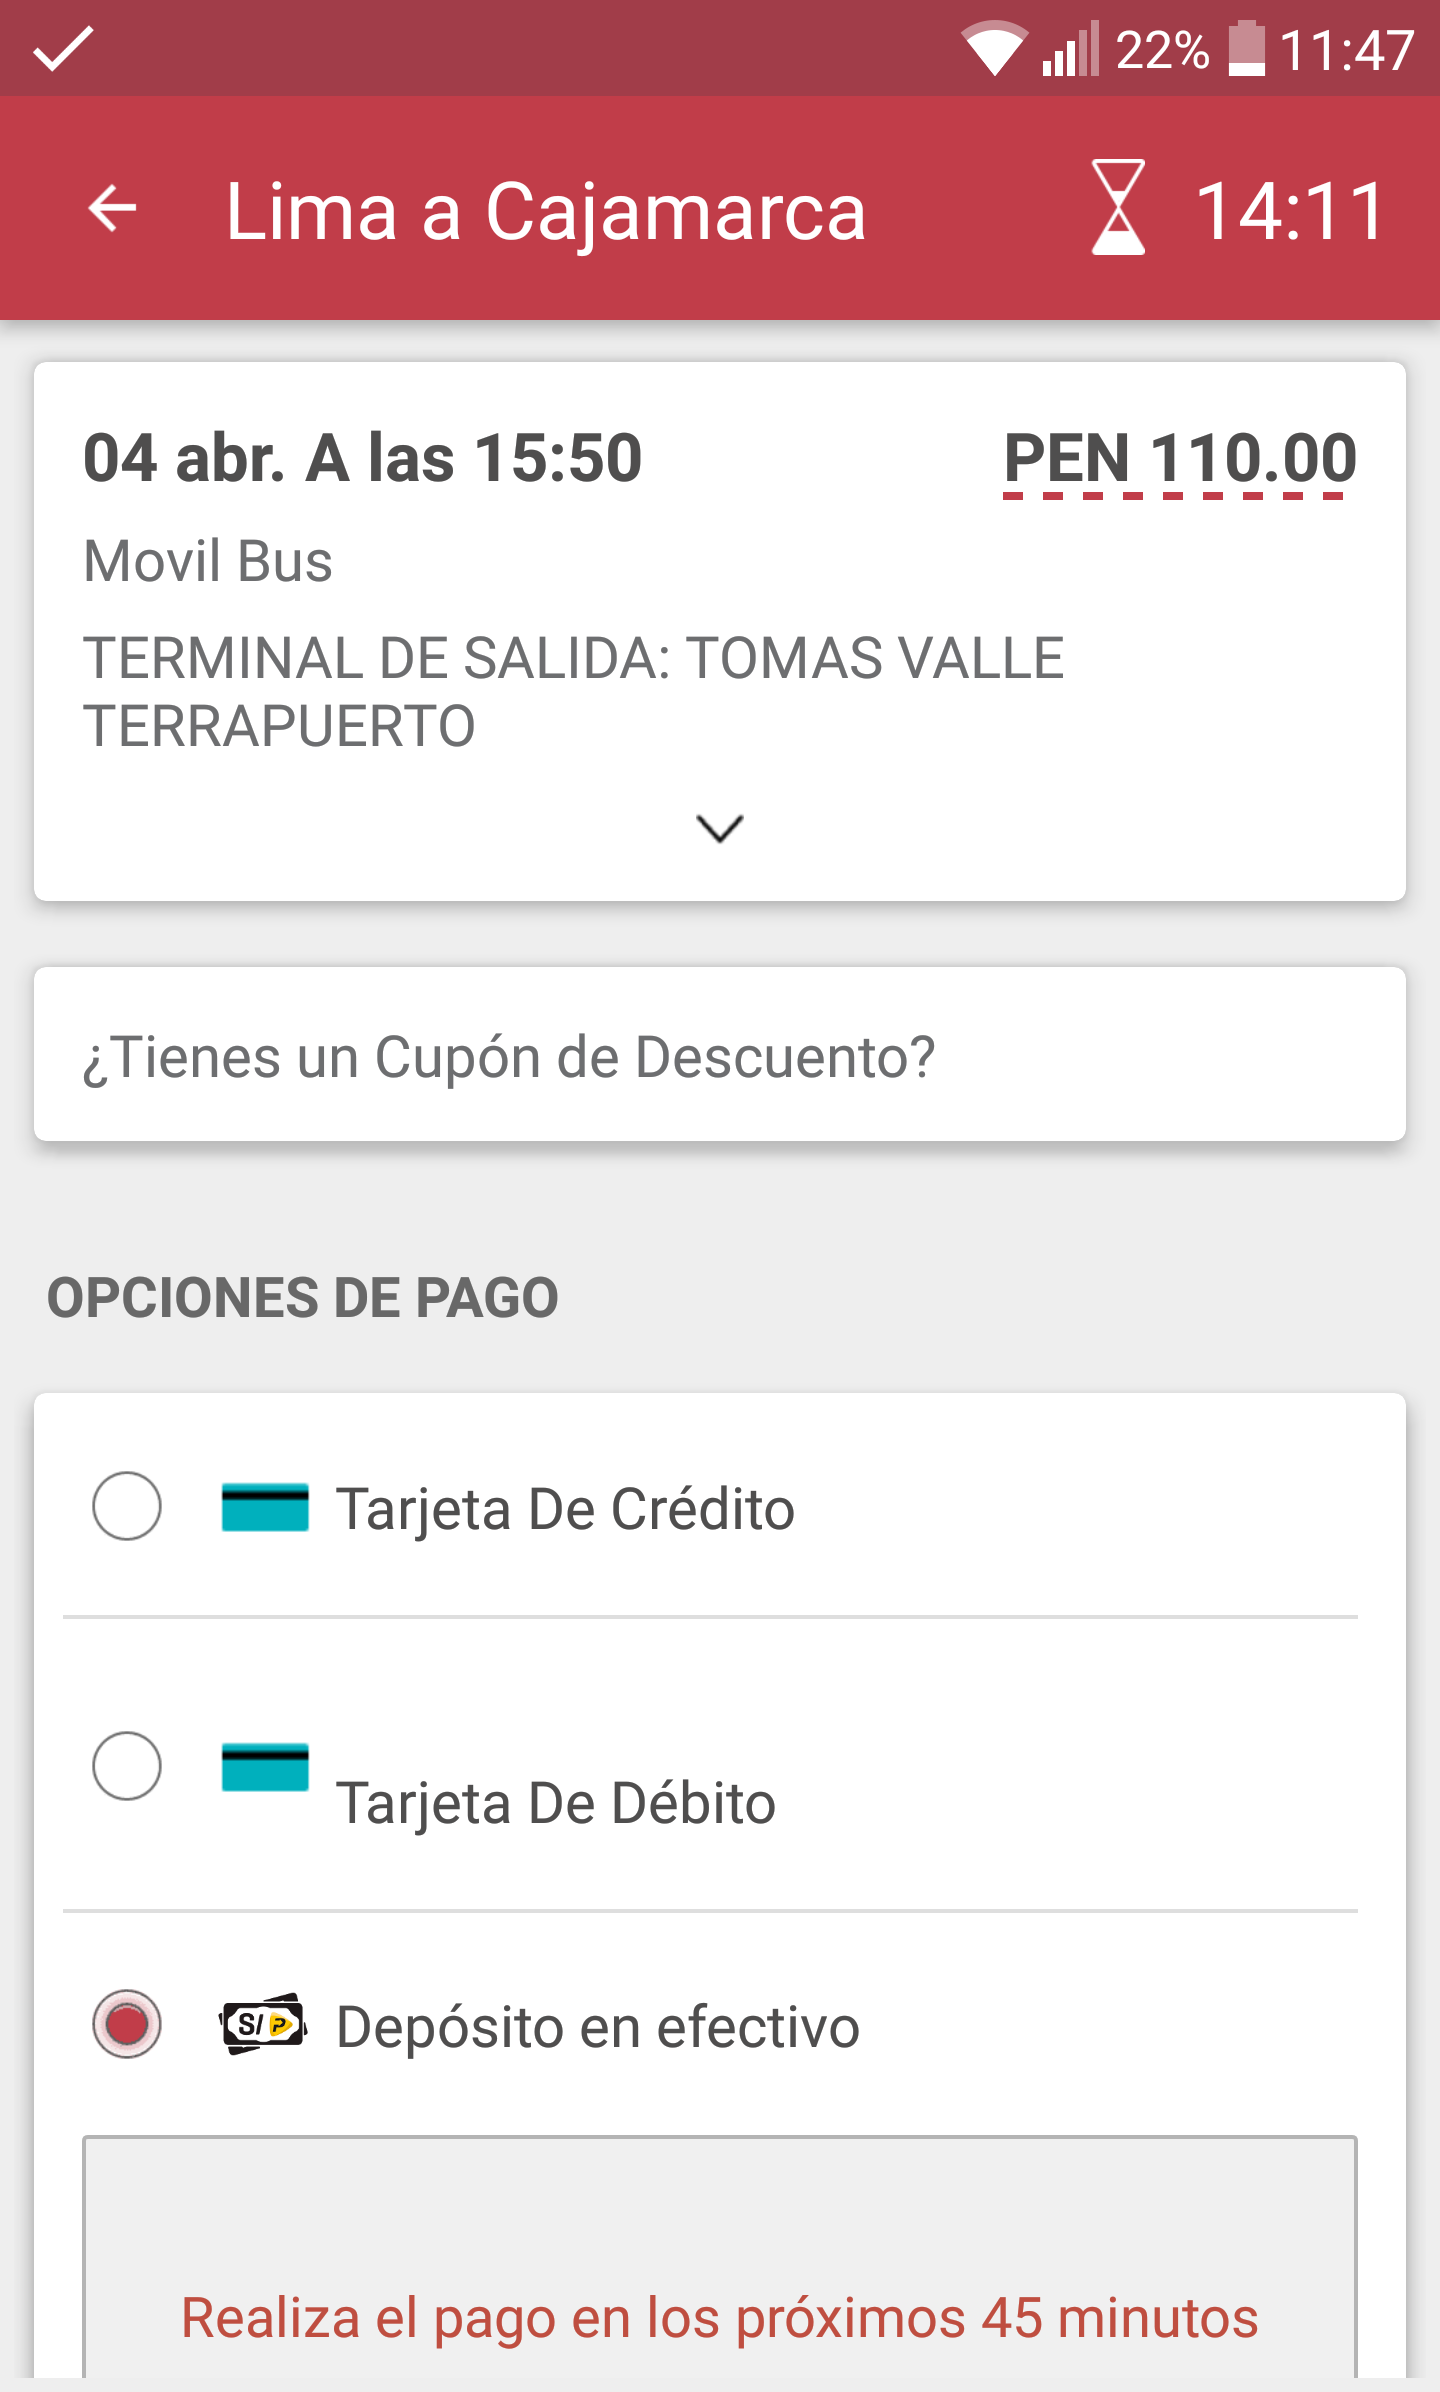 22% 11:47
Lima a Cajamarca 14:11
04 abr. A las 15:50 PEN 110.00
Movil Bus
TERMINAL DE SALIDA: TOMAS VALLE
TERRAPUERTO
¿Tienes un Cupón de Descuento?
OPCIONES DE PAGO
Tarjeta De Crédito
Tarjeta De Débito
S/ P Depósito en efectivo
Realiza el pago en los próximos 45 minutos